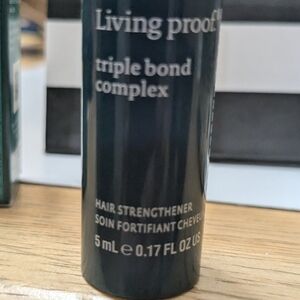 Living proof.
triple bond
complex
HAIR STRENGTHENER
SOIN FORTIFIANT CHEVEU
5 mL e 0.17 FL OZ US